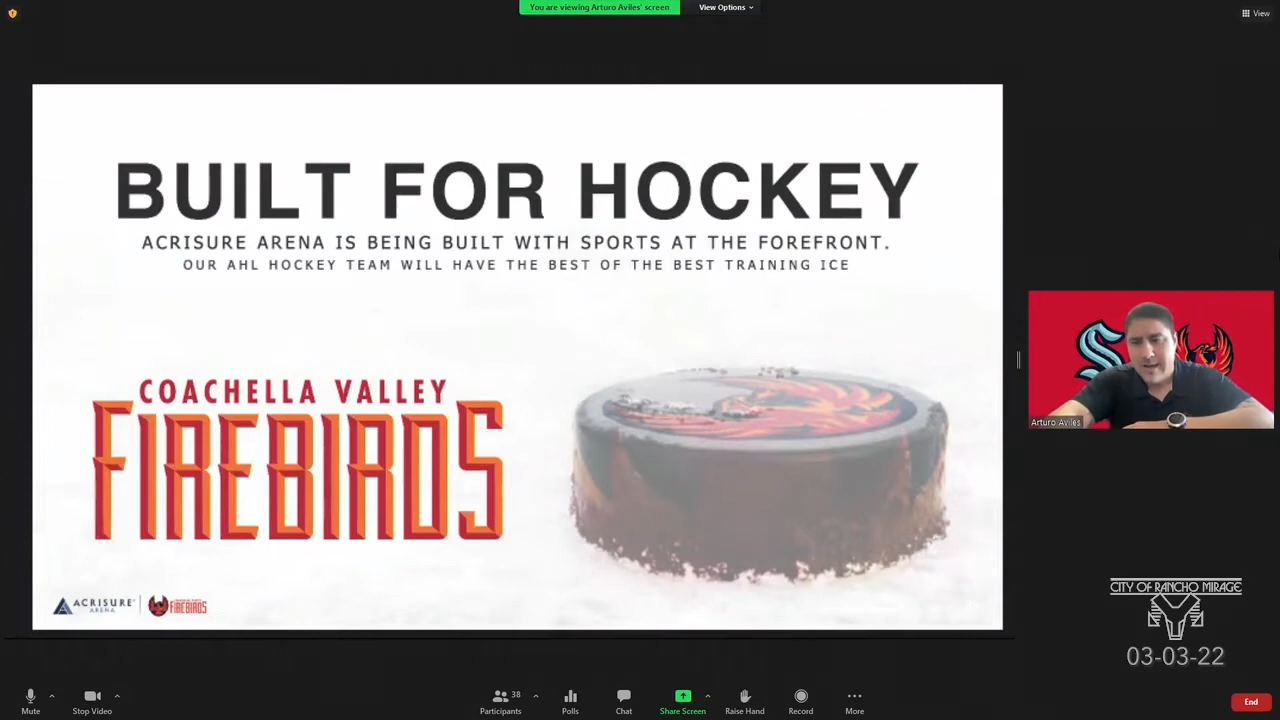 You are viewing Arturo Aviles' screen
View Options
View
BUILT FOR HOCKEY
ACRISURE ARENA IS BEING BUILT WITH SPORTS AT THE FOREFRONT.
OUR AHL HOCKEY TEAM WILL HAVE THE BEST OF THE BEST TRAINING ICE
COACHELLA VALLEY
FIREBIRDS
ACRISURE
ARENA
FIREBIRDS
Arturo Aviles
CITY OF RANCHO MIRAGE
03-03-22
Mute
Stop Video
38
Participants
Polls
Chat
Share Screen
Raise Hand
Record
More
End